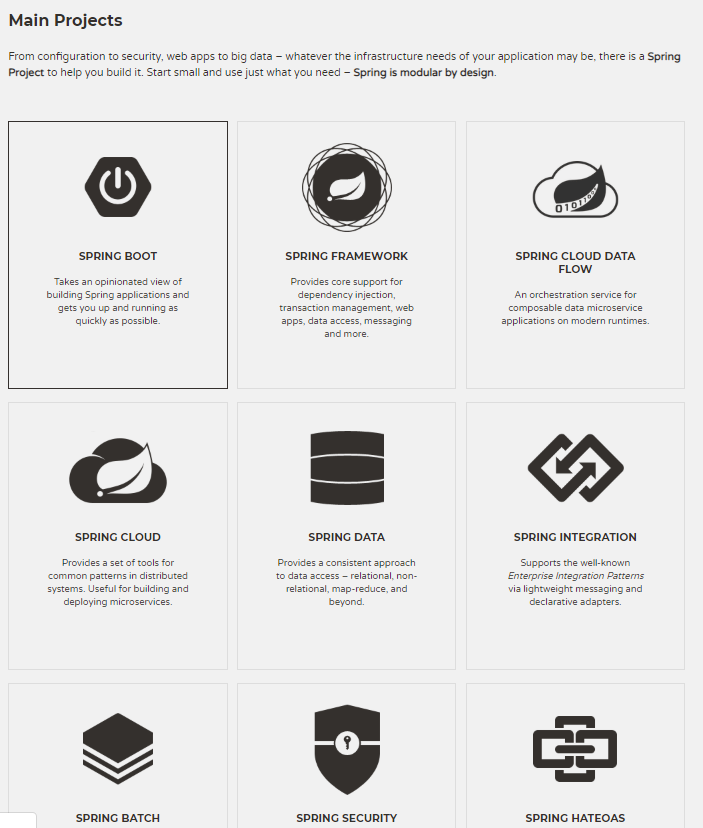 Main Projects
From configuration to security, web apps to big data – whatever the infrastructure needs of your application may be, there is a Spring
Project to help you build it. Start small and use just what you need – Spring is modular by design.
SPRING BOOT
Takes an opinionated view of
building Spring applications and
gets you up and running as
quickly as possible.
SPRING FRAMEWORK
Provides core support for
dependency injection,
transaction management, web
apps, data access, messaging
and more.
01011001
SPRING CLOUD DATA
FLOW
An orchestration service for
composable data microservice
applications on modern runtimes.
SPRING CLOUD
Provides a set of tools for
common patterns in distributed
systems. Useful for building and
deploying microservices.
SPRING DATA
Provides a consistent approach
to data access – relational, non-
relational, map-reduce, and
beyond.
SPRING INTEGRATION
Supports the well-known
Enterprise Integration Patterns
via lightweight messaging and
declarative adapters.
SPRING BATCH
SPRING SECURITY
SPRING HATEOAS